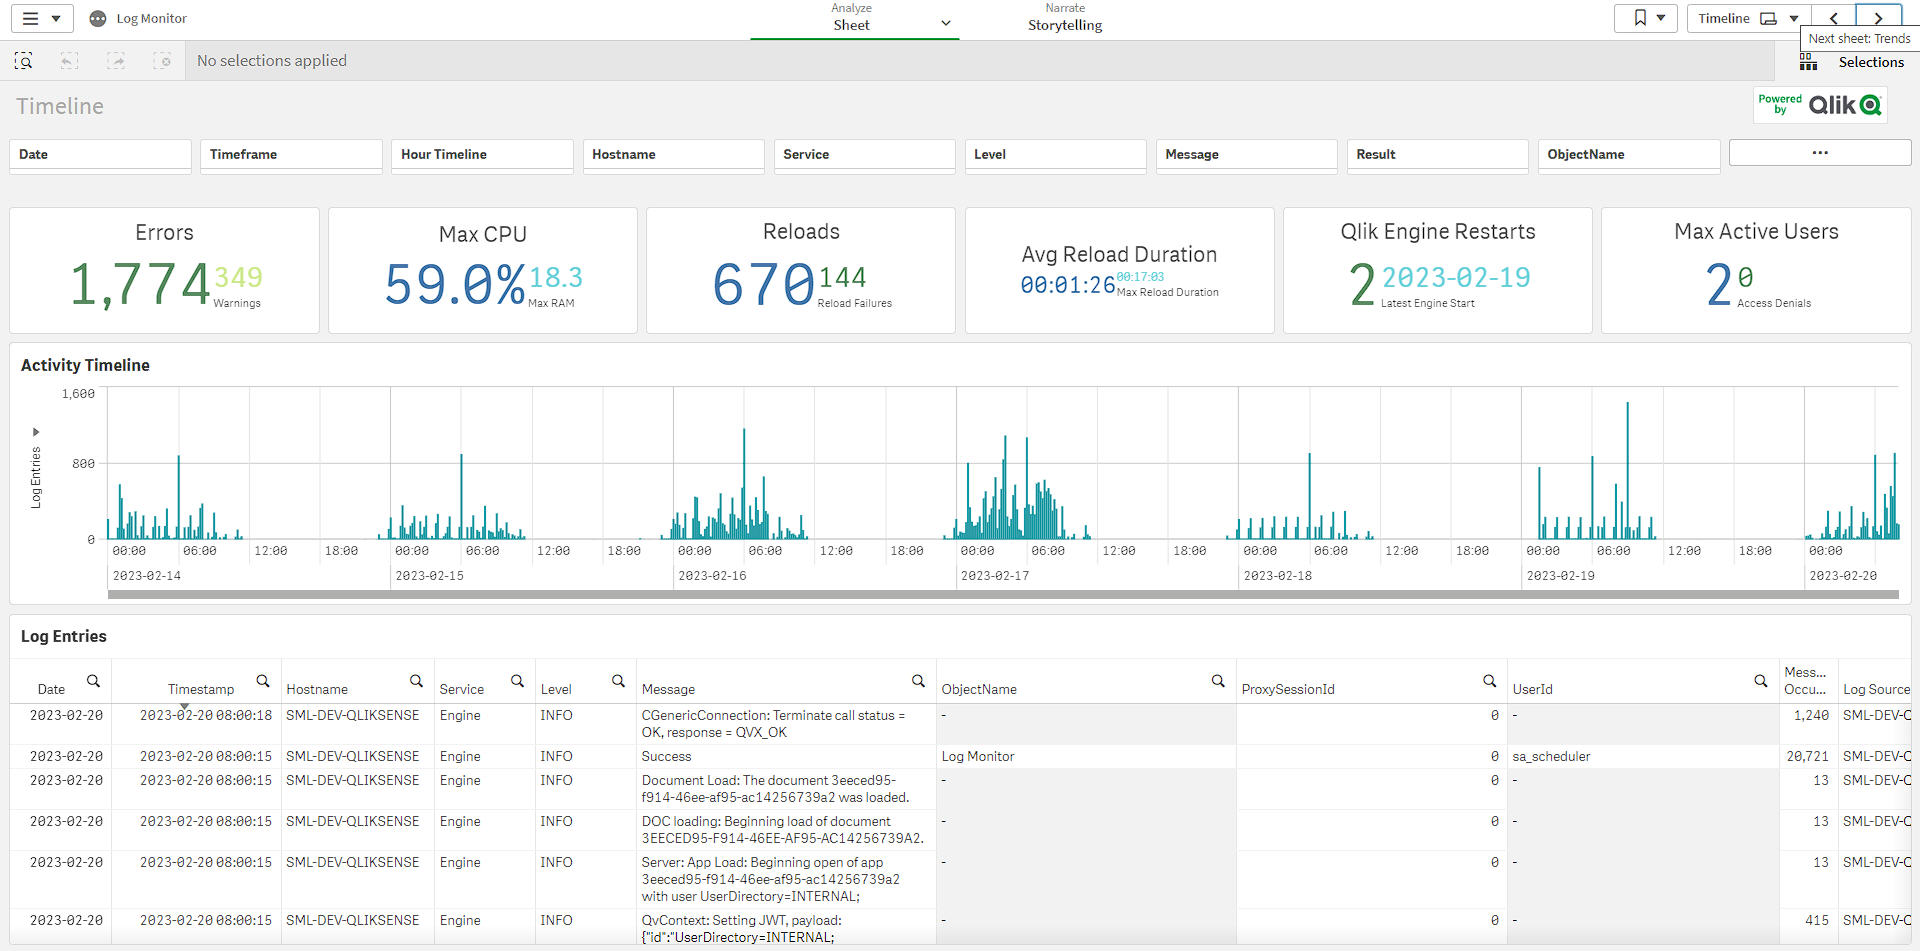 Log Monitor
Analyze
Sheet
Narrate
Storytelling
Timeline
Next sheet: Trends
No selections applied
Selections
Timeline
Powered by Qlik
Date
Timeframe
Hour Timeline
Hostname
Service
Level
Message
Result
ObjectName
...
Errors
1,774
349
Warnings
Max CPU
59.0%
18.3
Max RAM
Reloads
670
144
Reload Failures
Avg Reload Duration
00:01:26
00:17:03
Max Reload Duration
Qlik Engine Restarts
2
2023-02-19
Latest Engine Start
Max Active Users
2
0
Access Denials
Activity Timeline
Log Entries
1,600
800
0
00:00 06:00 12:00 18:00 00:00 06:00 12:00 18:00 00:00 06:00 12:00 18:00 00:00 06:00 12:00 18:00 00:00 06:00 12:00 18:00 00:00 06:00 12:00 18:00 00:00
2023-02-14 2023-02-15 2023-02-16 2023-02-17 2023-02-18 2023-02-19 2023-02-20
Log Entries
Date Timestamp Hostname Service Level Message ObjectName ProxySessionId UserId Mess... Occu... Log Source
2023-02-20 2023-02-20 08:00:18 SML-DEV-QLIKSENSE Engine INFO CGenericConnection: Terminate call status = - 0 - 1,240 SML-DEV-Q
OK, response = QVX_OK
2023-02-20 2023-02-20 08:00:15 SML-DEV-QLIKSENSE Engine INFO Success Log Monitor 0 sa_scheduler 20,721 SML-DEV-Q
2023-02-20 2023-02-20 08:00:15 SML-DEV-QLIKSENSE Engine INFO Document Load: The document 3eeced95- - 0 - 13 SML-DEV-Q
f914-46ee-af95-ac14256739a2 was loaded.
2023-02-20 2023-02-20 08:00:15 SML-DEV-QLIKSENSE Engine INFO DOC loading: Beginning load of document - 0 - 13 SML-DEV-Q
3EECED95-F914-46EE-AF95-AC14256739A2.
2023-02-20 2023-02-20 08:00:15 SML-DEV-QLIKSENSE Engine INFO Server: App Load: Beginning open of app - 0 - 13 SML-DEV-Q
3eeced95-f914-46ee-af95-ac14256739a2
with user UserDirectory=INTERNAL;
2023-02-20 2023-02-20 08:00:15 SML-DEV-QLIKSENSE Engine INFO QvContext: Setting JWT, payload: - 0 - 415 SML-DEV-Q
{"id":"UserDirectory=INTERNAL;